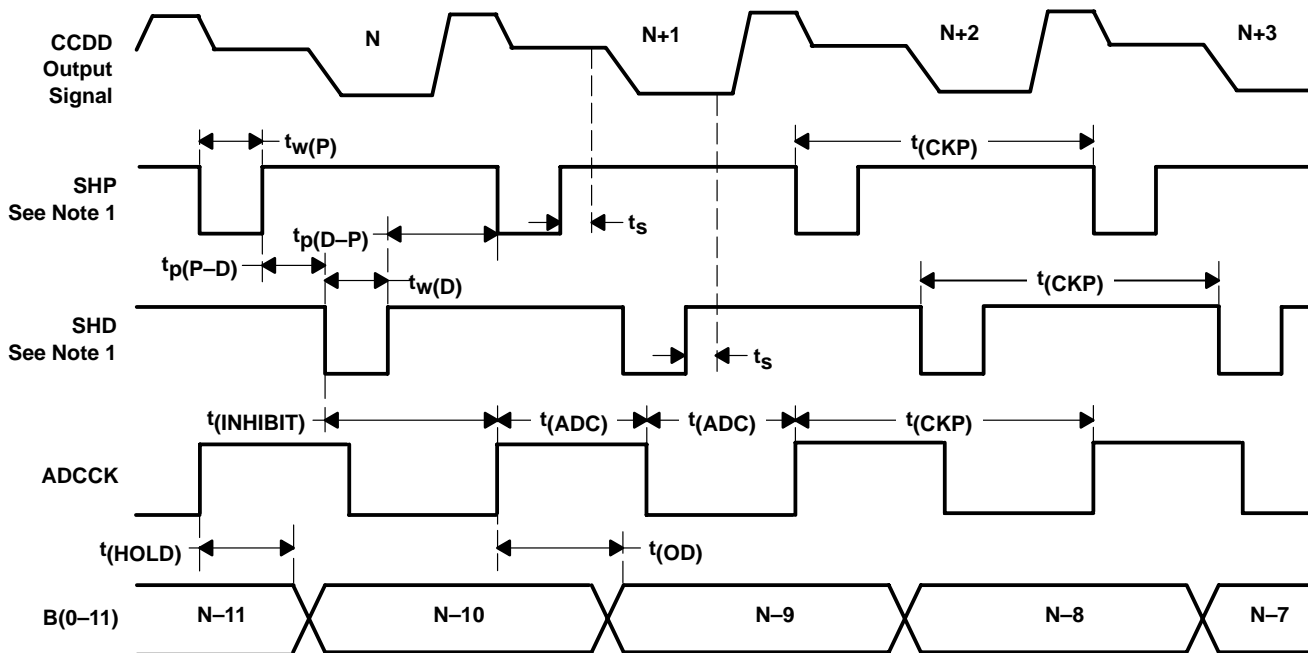 CCDD
Output
Signal
N
N+1
N+2
N+3
tw(P)
t(CKP)
SHP
See Note 1
ts
tp(D–P)
tp(P–D)
tw(D)
t(CKP)
SHD
See Note 1
ts
t(INHIBIT)
t(ADC)
t(ADC)
t(CKP)
ADCCK
t(HOLD)
t(OD)
B(0–11)
N–11
N–10
N–9
N–8
N–7